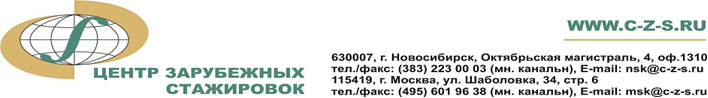 WWW.C-Z-S.RU
ЦЕНТР ЗАРУБЕЖНЫХ
СТАЖИРОВОК
630007, г. Новосибирск, Октябрьская магистраль, 4, оф.1310
тел./факс: (383) 223 00 03 (мн. канальн), E-mail: nsk@c-z-s.ru
115419, г. Москва, ул. Шаболовка, 34, стр. 6
тел./факс: (495) 601 96 38 (мн. канальн), E-mail: msk@c-z-s.ru